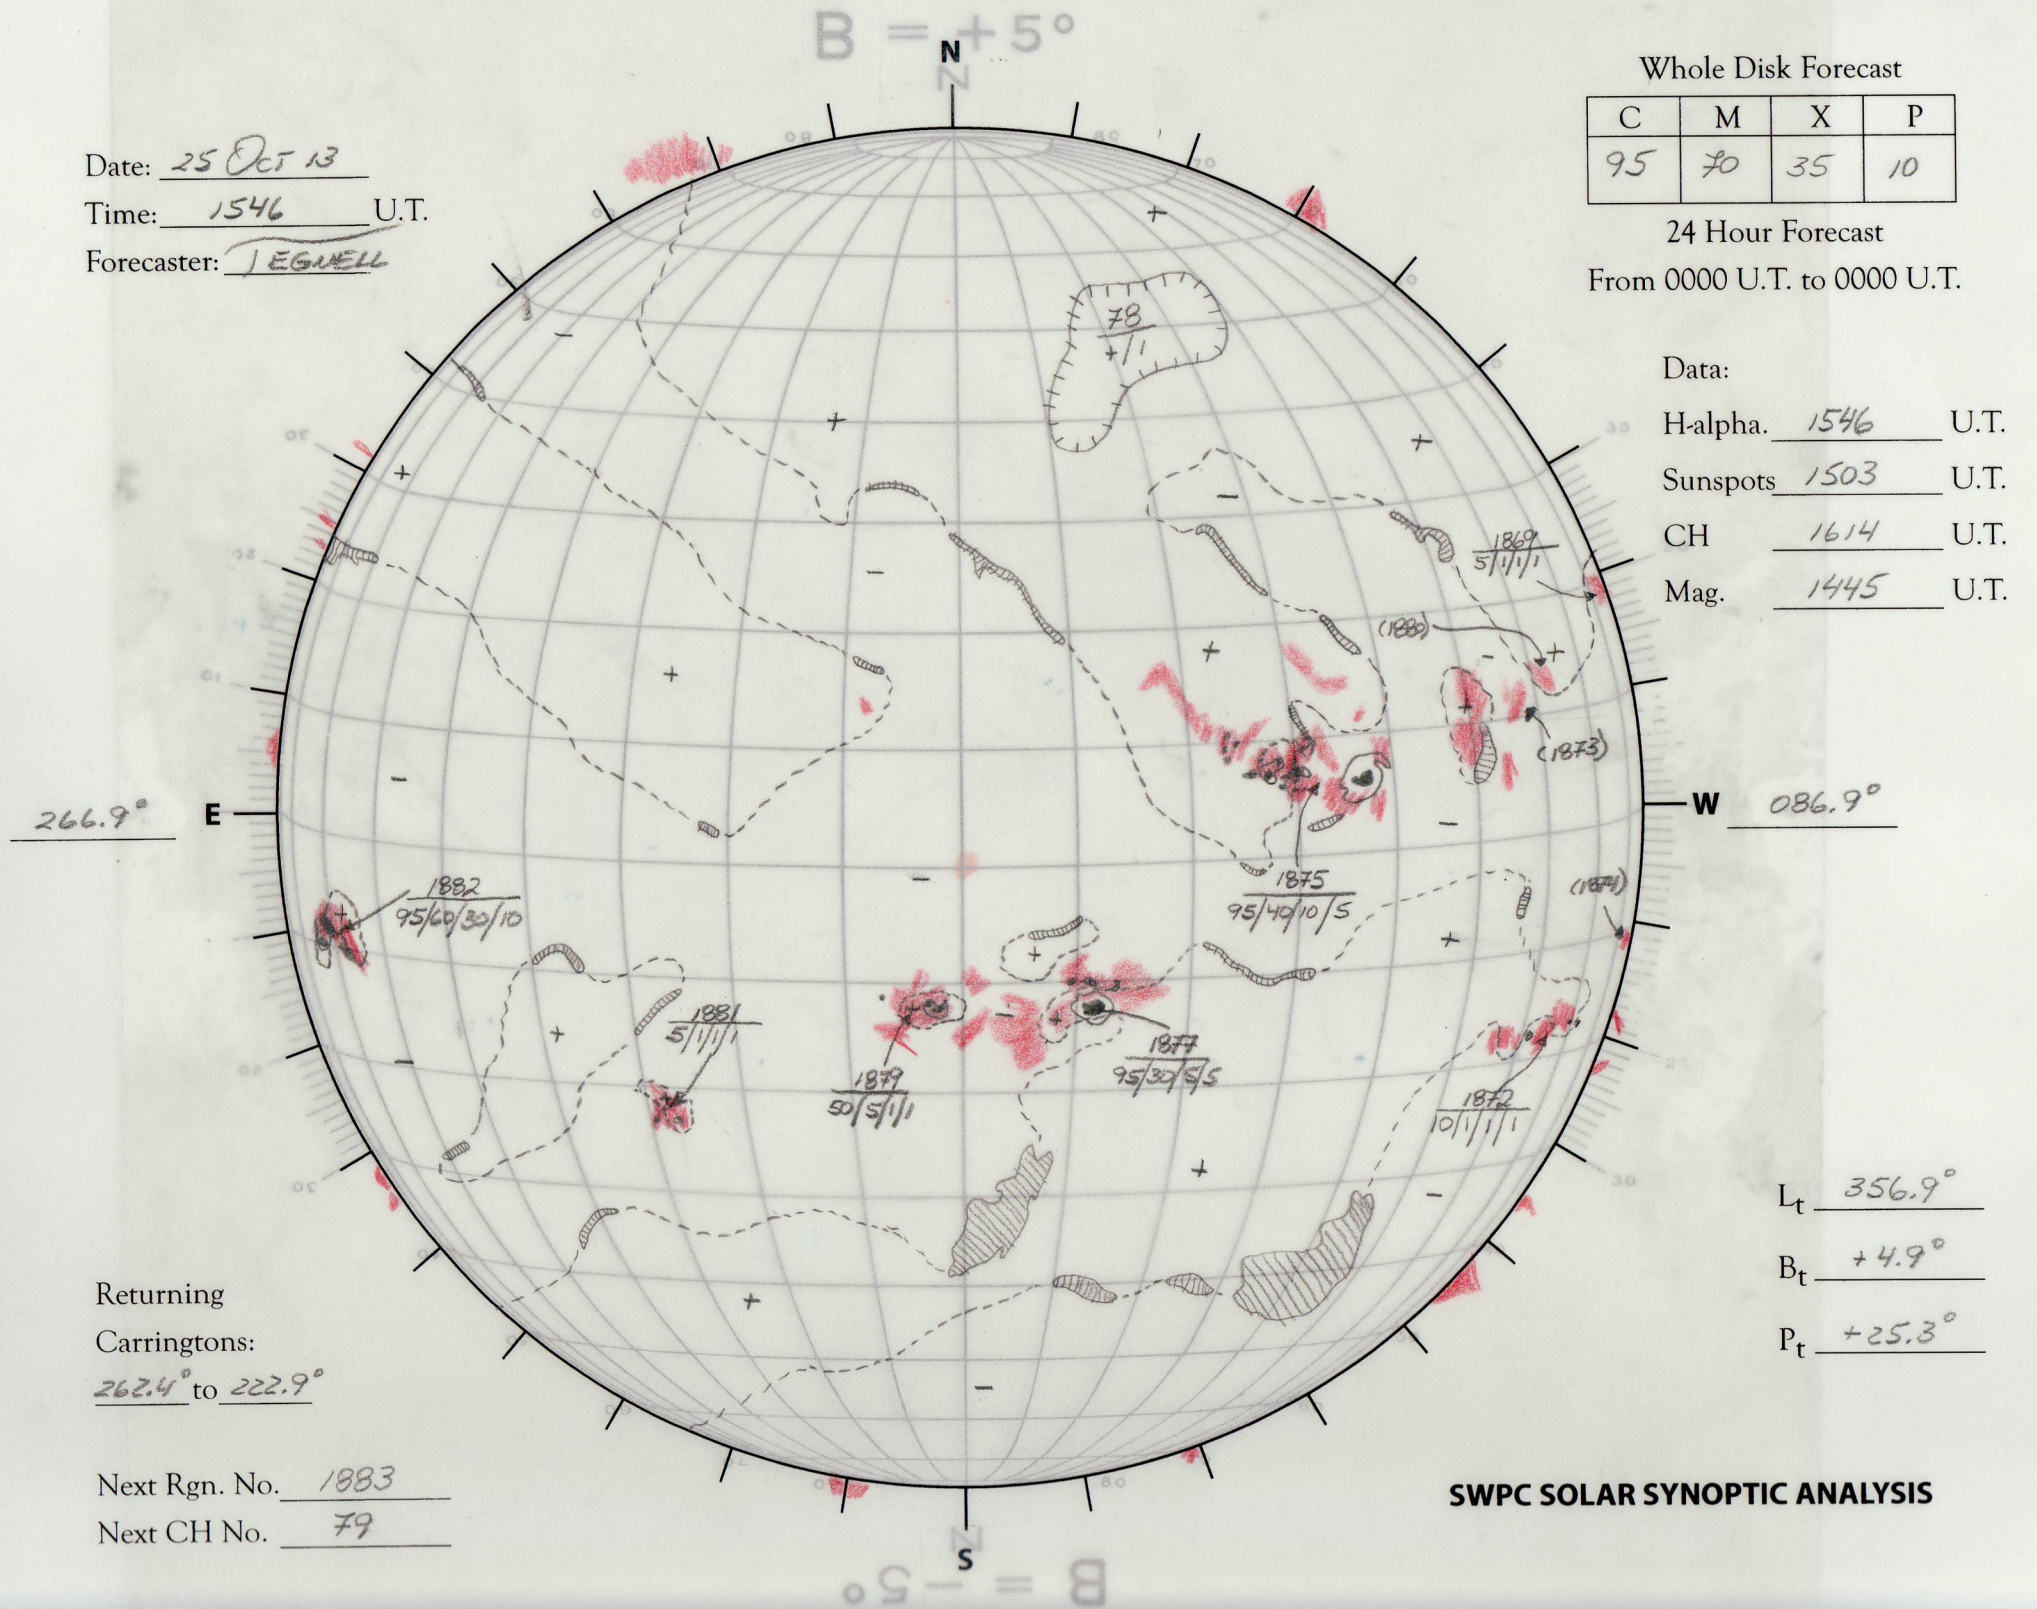 B = +5°
N
Whole Disk Forecast
C M X P
95 70 35 10
24 Hour Forecast
From 0000 U.T. to 0000 U.T.
Date: 25 Oct 13
Time: 1546 U.T.
Forecaster: TEGNELL
Data:
H-alpha. 1546 U.T.
Sunspots 1503 U.T.
CH 1614 U.T.
Mag. 1445 U.T.
78
+/1
1869
5/1/1/1
(1880)
(1873)
266.9° E
W 086.9°
1882
95/60/30/10
1875
95/40/10/5
(1874)
1881
5/1/1/1
1879
50/5/1/1
1877
95/30/5/5
1872
10/1/1/1
Lt 356.9°
Bt +4.9°
Pt +25.3°
Returning
Carringtons:
262.4° to 222.9°
Next Rgn. No. 1883
Next CH No. 79
SWPC SOLAR SYNOPTIC ANALYSIS
S
B = -5°